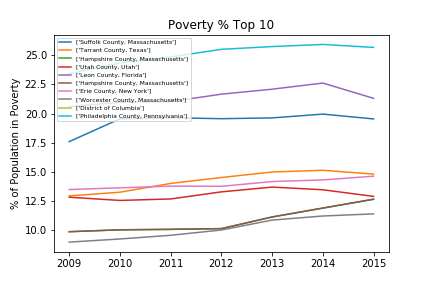 Poverty % Top 10
% of Population in Poverty
25.0
22.5
20.0
17.5
15.0
12.5
10.0
['Suffolk County, Massachusetts']
['Tarrant County, Texas']
['Hampshire County, Massachusetts']
['Utah County, Utah']
['Leon County, Florida']
['Hampshire County, Massachusetts']
['Erie County, New York']
['Worcester County, Massachusetts']
['District of Columbia']
['Philadelphia County, Pennsylvania']
2009 2010 2011 2012 2013 2014 2015